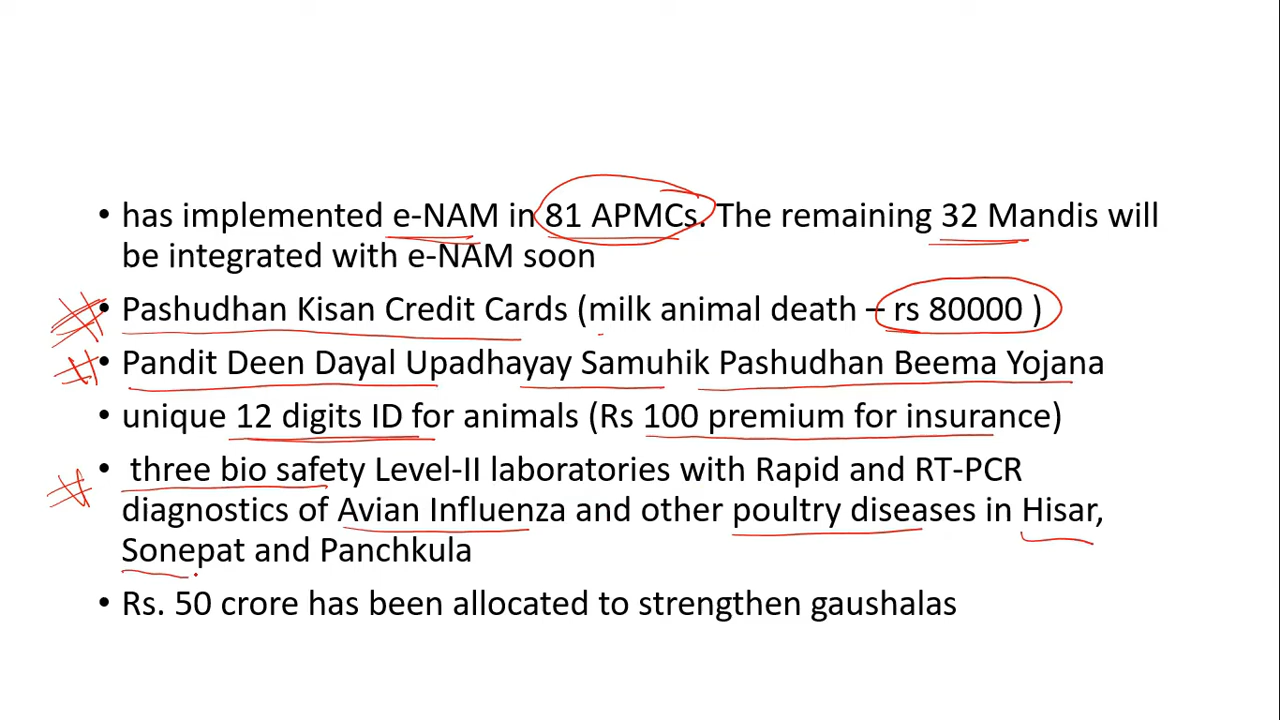 • has implemented e-NAM in 81 APMCs. The remaining 32 Mandis will
be integrated with e-NAM soon
• Pashudhan Kisan Credit Cards (milk animal death – rs 80000 )
• Pandit Deen Dayal Upadhayay Samuhik Pashudhan Beema Yojana
• unique 12 digits ID for animals (Rs 100 premium for insurance)
• three bio safety Level-II laboratories with Rapid and RT-PCR
diagnostics of Avian Influenza and other poultry diseases in Hisar,
Sonepat and Panchkula
• Rs. 50 crore has been allocated to strengthen gaushalas